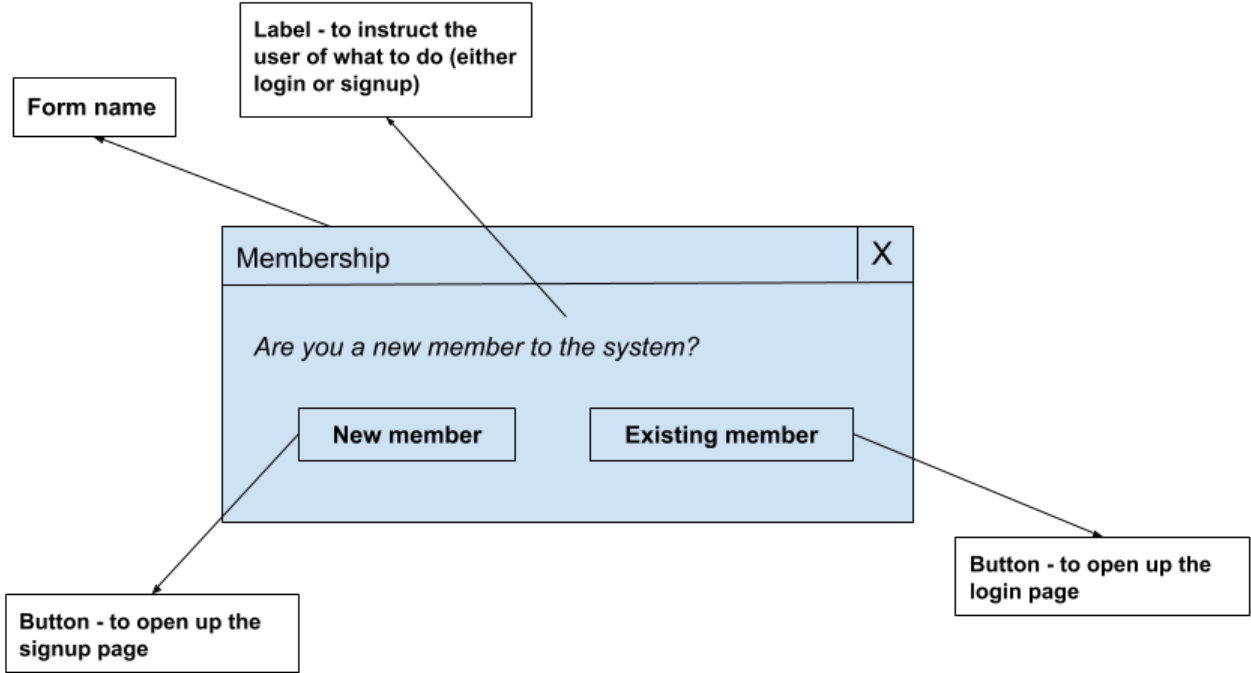 Label - to instruct the
user of what to do (either
login or signup)
Form name
Membership
X
Are you a new member to the system?
New member
Existing member
Button - to open up the
login page
Button - to open up the
signup page